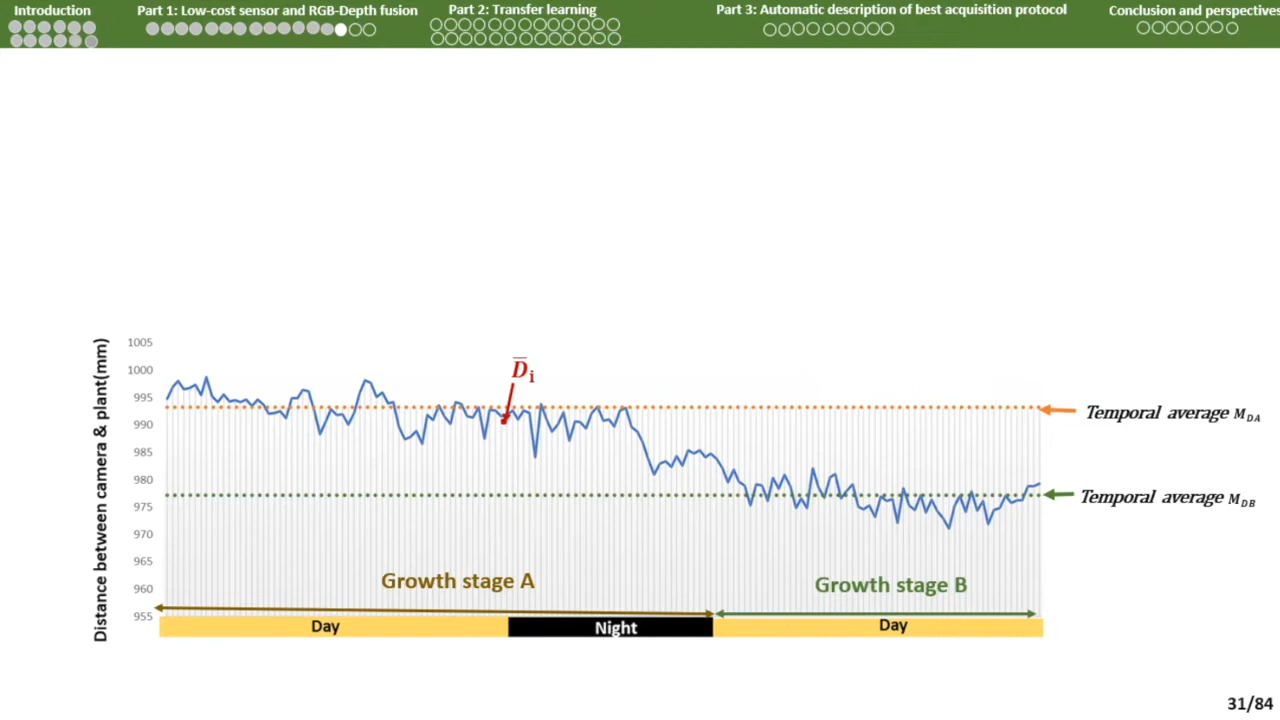 Introduction
Part 1: Low-cost sensor and RGB-Depth fusion
Part 2: Transfer learning
Part 3: Automatic description of best acquisition protocol
Conclusion and perspectives
Distance between camera & plant(mm)
1005
1000
995
990
985
980
975
970
965
960
955
D̅i
Temporal average MDA
Temporal average MDB
Growth stage A
Growth stage B
Day
Night
Day
31/84